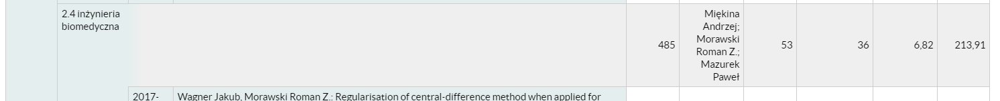 2.4 inżynieria
biomedyczna
485
Miękina
Andrzej;
Morawski
Roman Z.;
Mazurek
Paweł
53
36
6,82
213,91
2017-
Wagner Jakub, Morawski Roman Z.: Regularisation of central-difference method when applied for